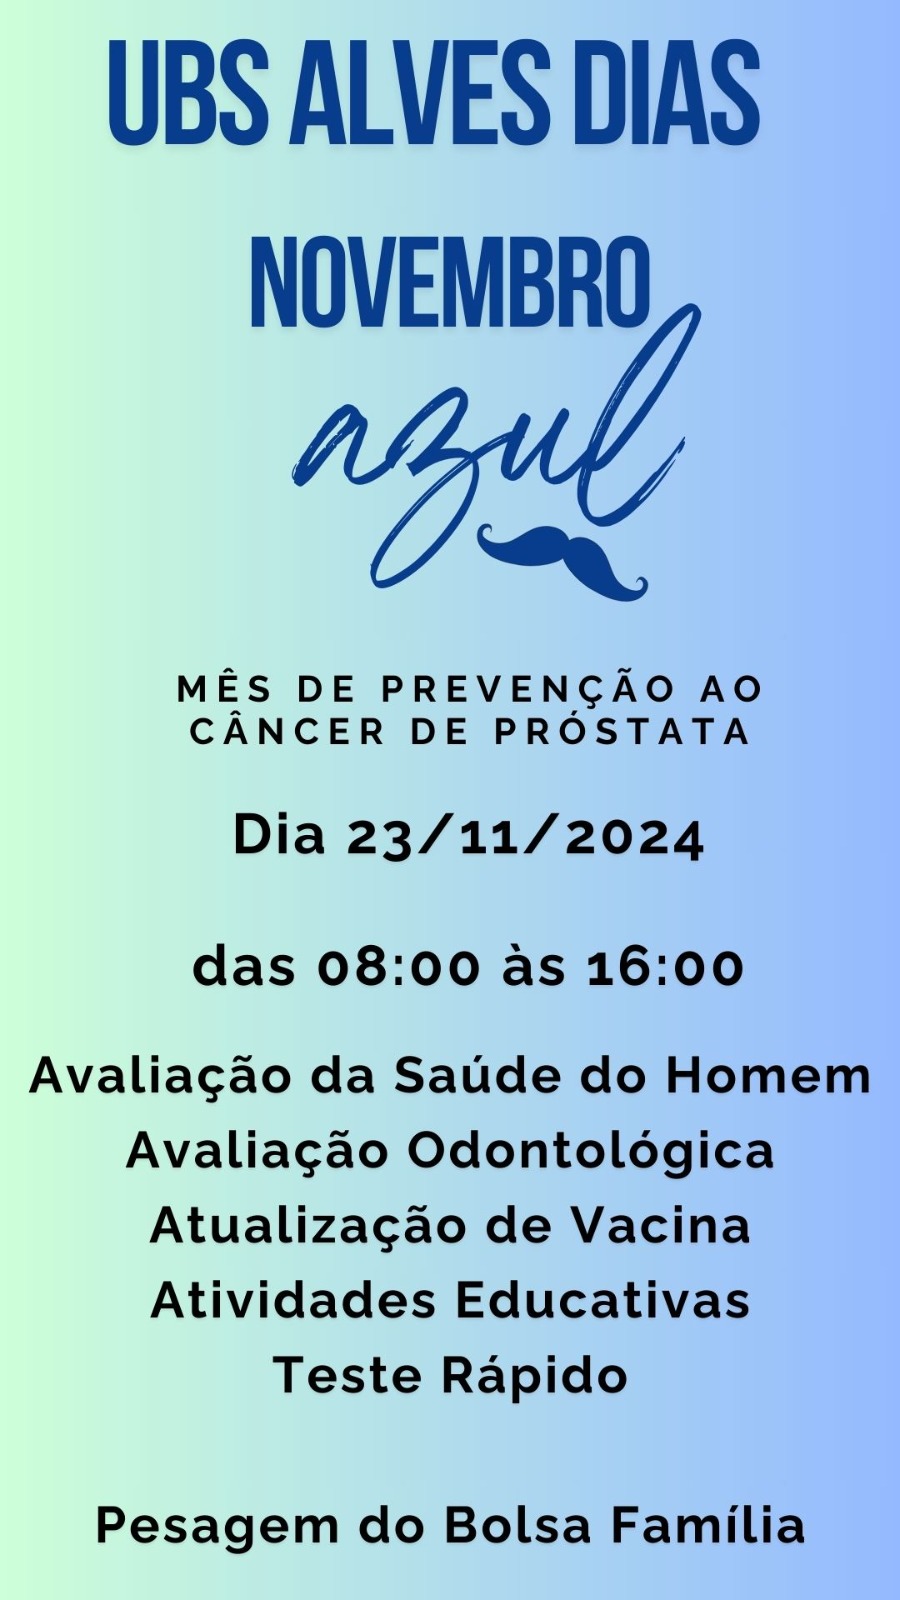 UBS ALVES DIAS
NOVEMBRO
azul
MÊS DE PREVENÇÃO AO
CÂNCER DE PRÓSTATA
Dia 23/11/2024
das 08:00 às 16:00
Avaliação da Saúde do Homem
Avaliação Odontológica
Atualização de Vacina
Atividades Educativas
Teste Rápido
Pesagem do Bolsa Família